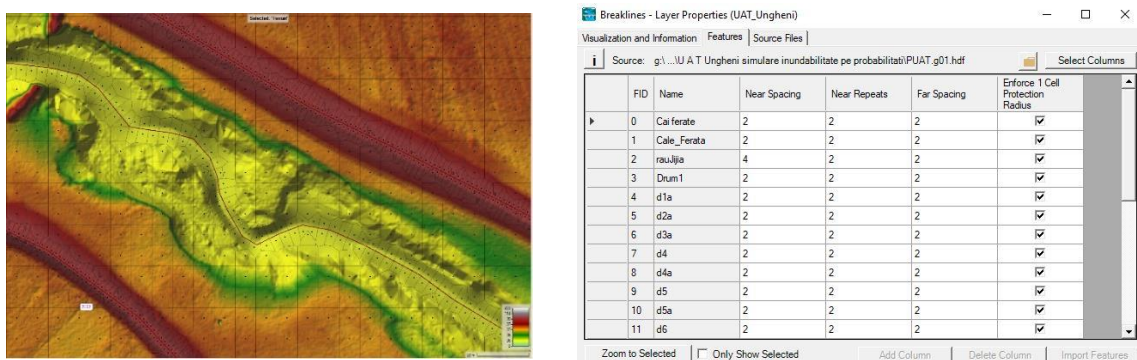 Selected: 'Terrain'
Breaklines - Layer Properties (UAT_Ungheni)
Visualization and Information Features Source Files
i Source: g:\ ...\U A T Ungheni simulare inundabilitate pe probabilitati\PUAT.g01.hdf Select Columns
FID Name Near Spacing Near Repeats Far Spacing Enforce 1 Cell Protection Radius
0 Cai ferate 2 2 2
1 Cale_Ferata 2 2 2
2 rauJijia 4 2 2
3 Drum1 2 2 2
4 d1a 2 2 2
5 d2a 2 2 2
6 d3a 2 2 2
7 d4 2 2 2
8 d4a 2 2 2
9 d5 2 2 2
10 d5a 2 2 2
11 d6 2 2 2
Zoom to Selected Only Show Selected Add Column Delete Column Import Features